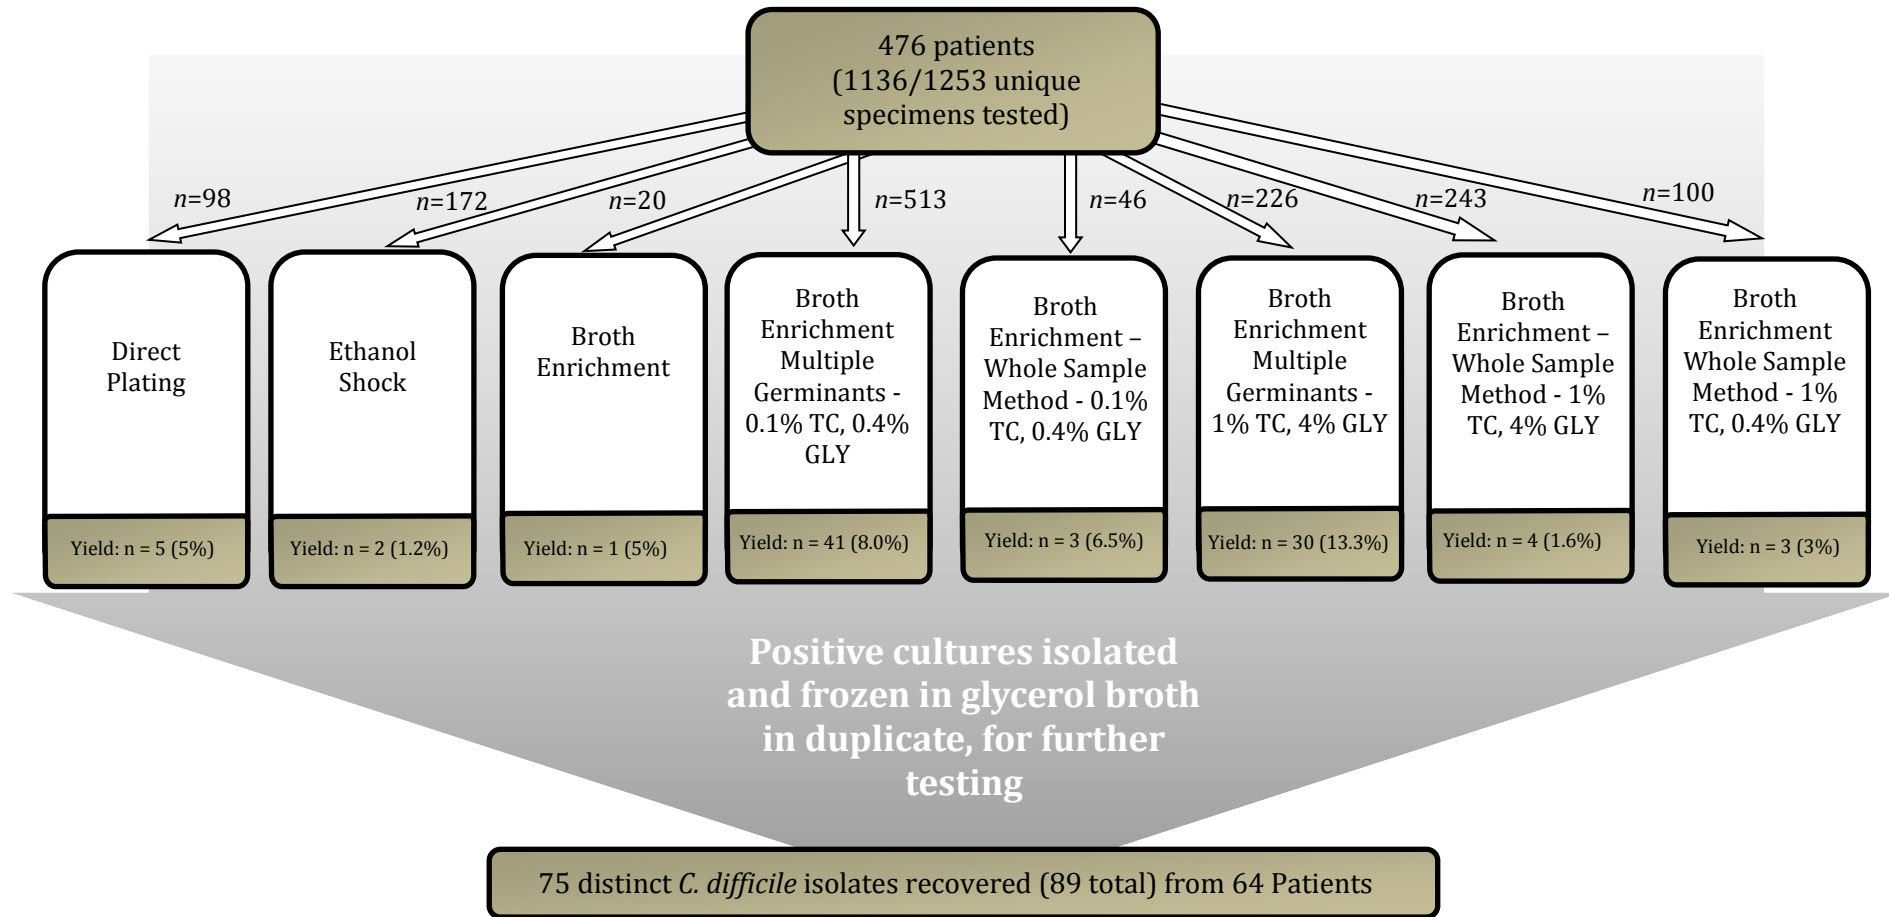 476 patients
(1136/1253 unique
specimens tested)
n=98
n=172
n=20
n=513
n=46
n=226
n=243
n=100
Direct
Plating
Yield: n = 5 (5%)
Ethanol
Shock
Yield: n = 2 (1.2%)
Broth
Enrichment
Yield: n = 1 (5%)
Broth
Enrichment
Multiple
Germinants -
0.1% TC, 0.4%
GLY
Yield: n = 41 (8.0%)
Broth
Enrichment –
Whole Sample
Method - 0.1%
TC, 0.4% GLY
Yield: n = 3 (6.5%)
Broth
Enrichment
Multiple
Germinants -
1% TC, 4% GLY
Yield: n = 30 (13.3%)
Broth
Enrichment –
Whole Sample
Method - 1%
TC, 4% GLY
Yield: n = 4 (1.6%)
Broth
Enrichment
Whole Sample
Method - 1%
TC, 0.4% GLY
Yield: n = 3 (3%)
Positive cultures isolated
and frozen in glycerol broth
in duplicate, for further
testing
75 distinct C. difficile isolates recovered (89 total) from 64 Patients